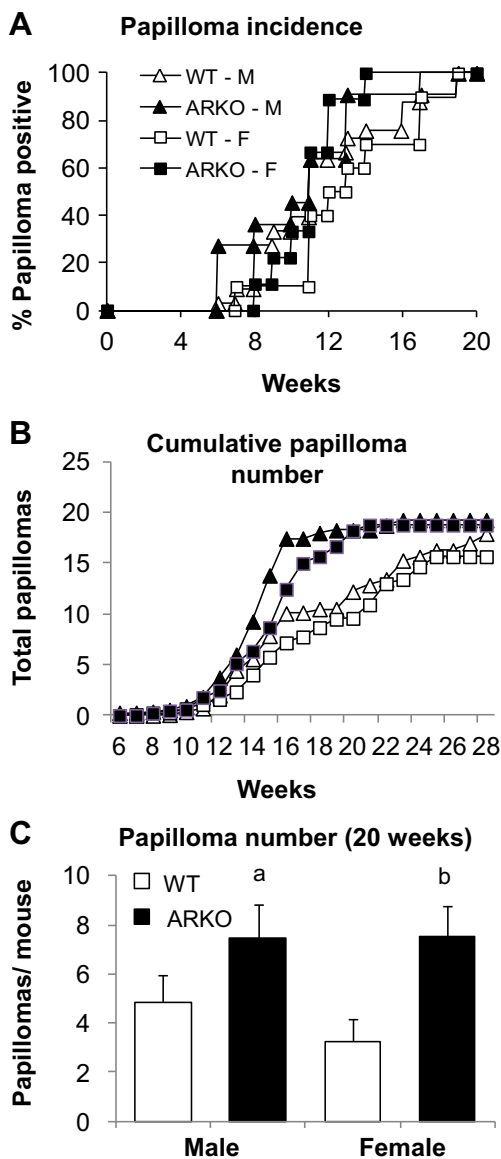 A Papilloma incidence
% Papilloma positive
100
80
60
40
20
0
WT - M
ARKO - M
WT - F
ARKO - F
0 4 8 12 16 20
Weeks
B Cumulative papilloma
number
Total papillomas
25
20
15
10
5
0
6 8 10 12 14 16 18 20 22 24 26 28
Weeks
C Papilloma number (20 weeks)
Papillomas/ mouse
10
8
6
4
2
0
WT
ARKO
a
b
Male Female